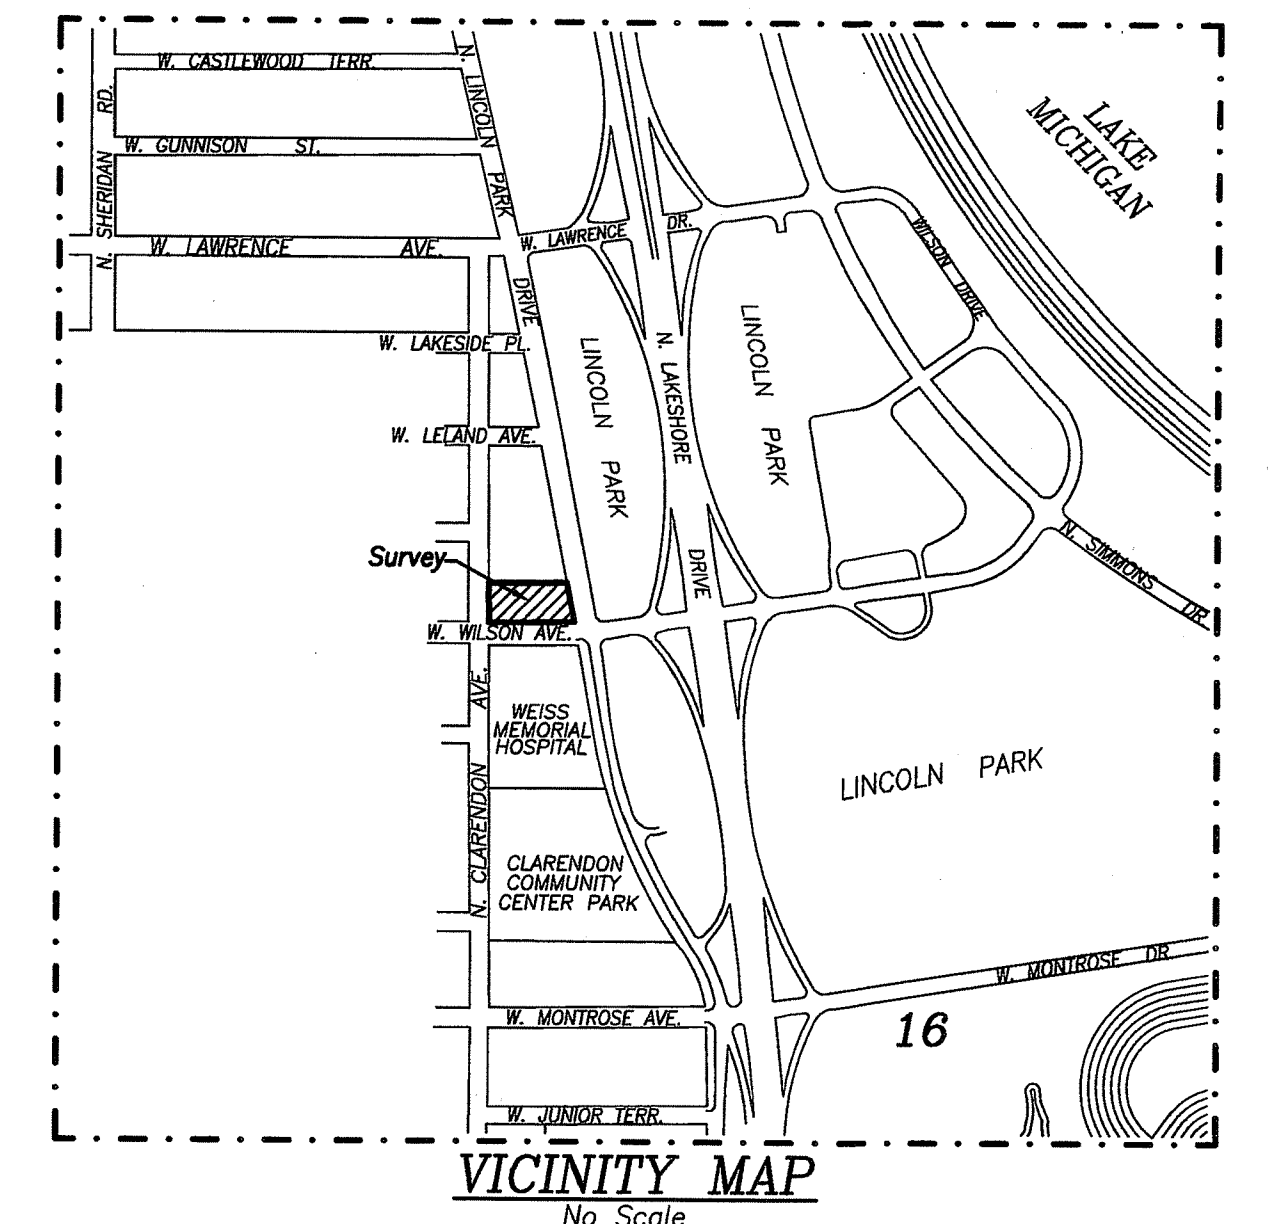 W. CASTLEWOOD TERR.
W. GUNNISON ST.
N. SHERIDAN RD.
N. LINCOLN PARK DRIVE
W. LAWRENCE AVE.
W. LAWRENCE DR.
WILSON DRIVE
LAKE
MICHIGAN
W. LAKESIDE PL.
W. LELAND AVE.
LINCOLN PARK
N. LAKESHORE DRIVE
LINCOLN PARK
N. SIMMONS DR
Survey
W. WILSON AVE.
N. CLARENDON AVE.
WEISS
MEMORIAL
HOSPITAL
LINCOLN PARK
CLARENDON
COMMUNITY
CENTER PARK
W. MONTROSE DR
W. MONTROSE AVE.
16
W. JUNIOR TERR.
VICINITY MAP
No Scale